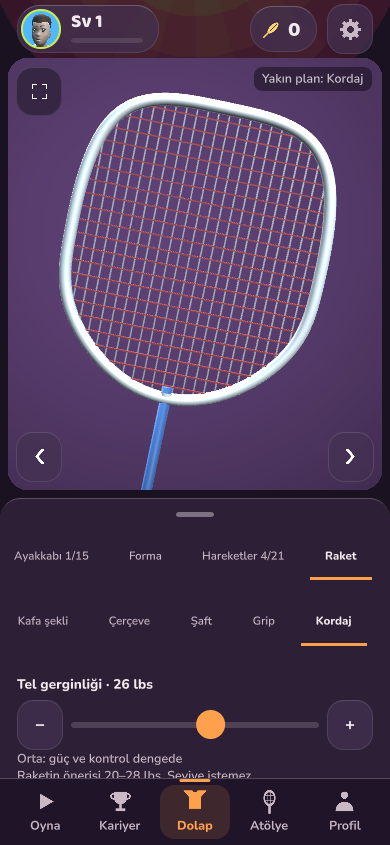 Sv 1
0
Yakın plan: Kordaj
Ayakkabı 1/15 Forma Hareketler 4/21 Raket
Kafa şekli Çerçeve Şaft Grip Kordaj
Tel gerginliği · 26 lbs
− +
Orta: güç ve kontrol dengede
Raketin önerisi 20–28 lbs. Seviye istemez
Oyna Kariyer Dolap Atölye Profil